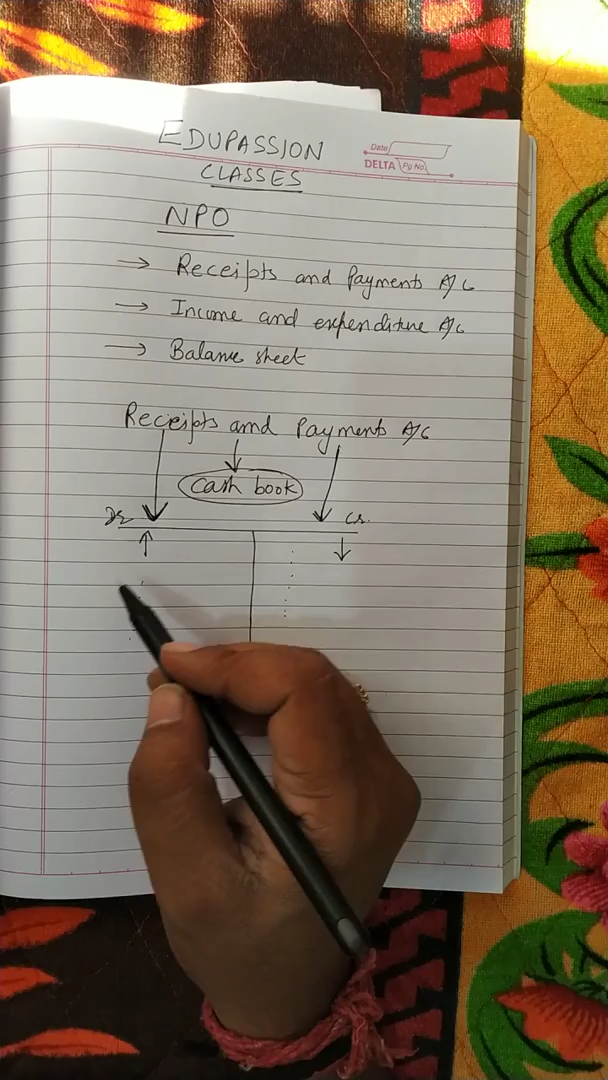 EDUPASSION
CLASSES
Date
DELTA Pg No.
NPO
→ Receipts and Payments A/c
→ Income and expenditure A/c
→ Balance sheet
Receipts and Payments A/c
Cash book
Dr Cr.